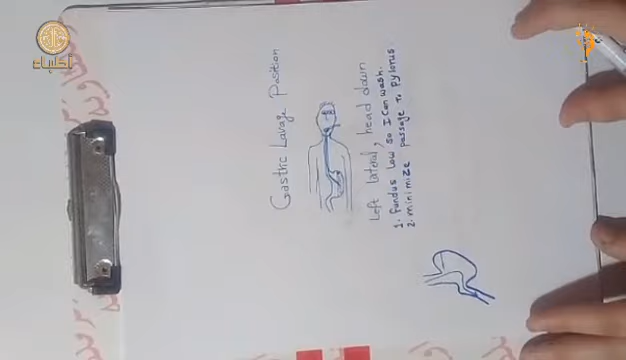 Gastric Lavage Position
Left lateral, head down
1. Fundus low so I can wash.
2. minimize passage to pylorus.
أطباء